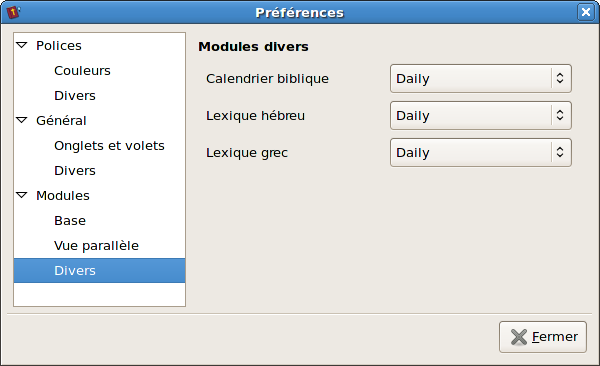 Préférences
Polices
Couleurs
Divers
Général
Onglets et volets
Divers
Modules
Base
Vue parallèle
Divers
Modules divers
Calendrier biblique Daily
Lexique hébreu Daily
Lexique grec Daily
Fermer